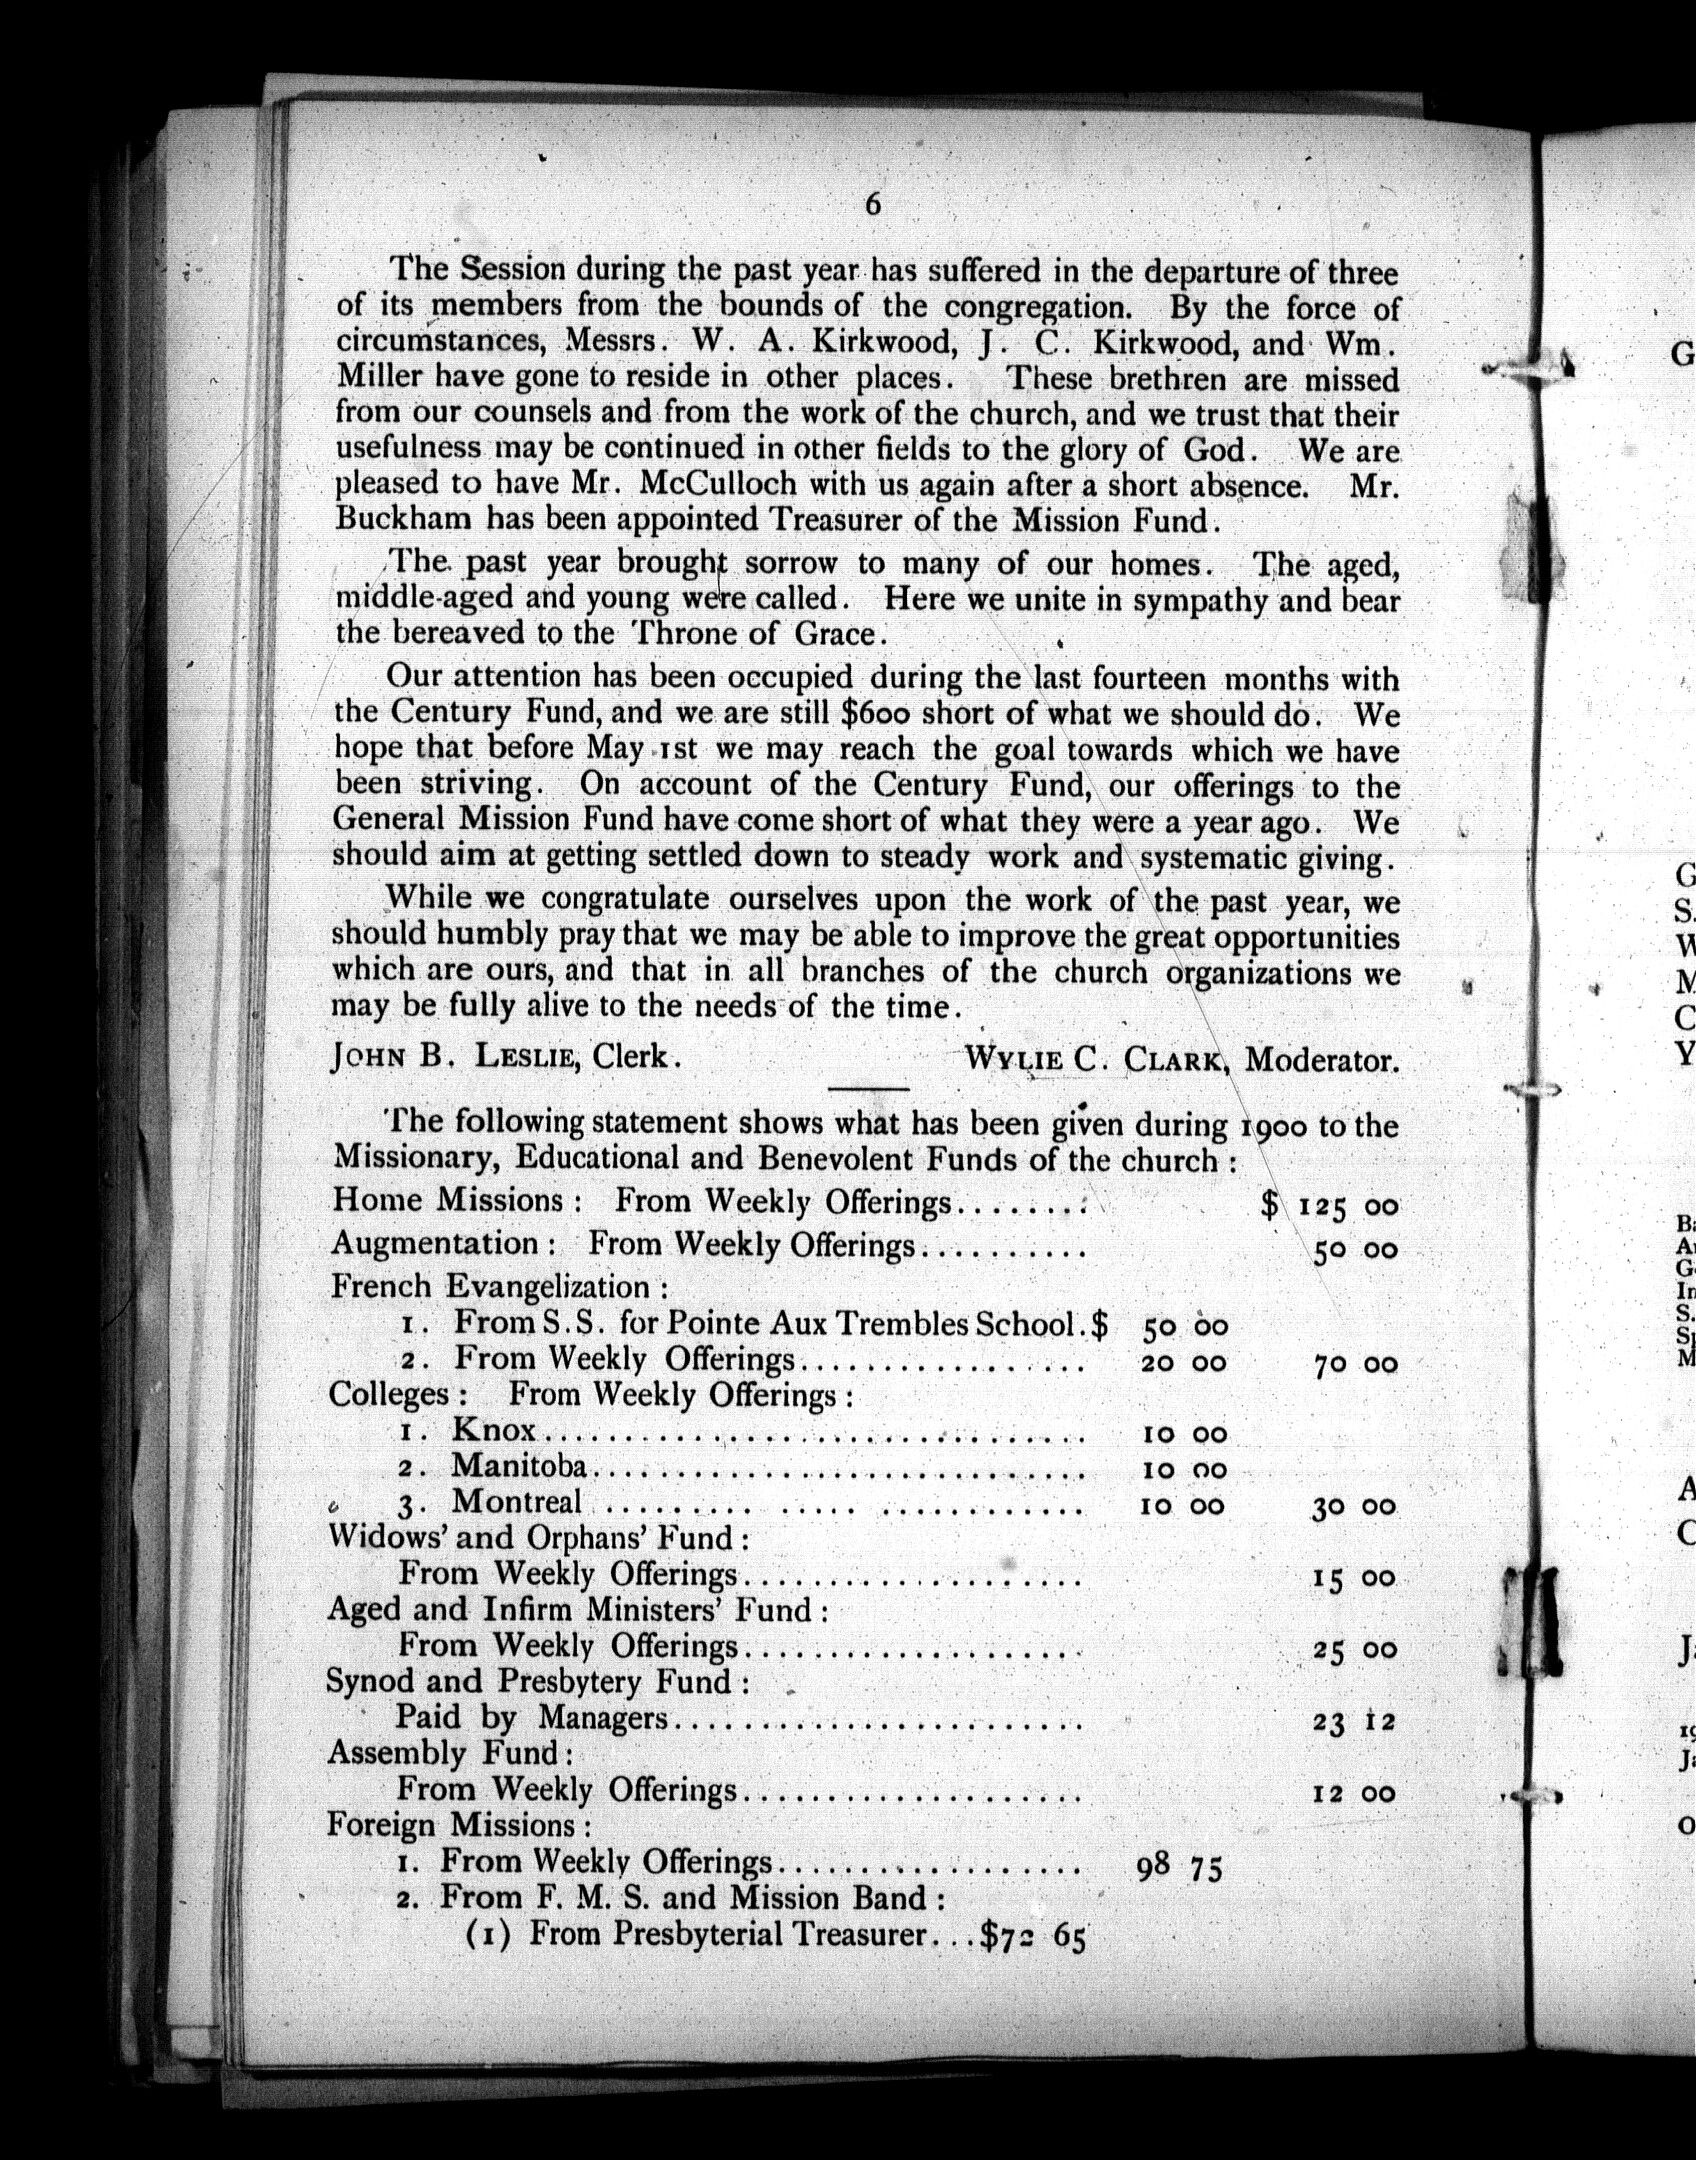 6
The Session during the past year has suffered in the departure of three
of its members from the bounds of the congregation. By the force of
circumstances, Messrs. W. A. Kirkwood, J. C. Kirkwood, and Wm.
Miller have gone to reside in other places. These brethren are missed
from our counsels and from the work of the church, and we trust that their
usefulness may be continued in other fields to the glory of God. We are
pleased to have Mr. McCulloch with us again after a short absence. Mr.
Buckham has been appointed Treasurer of the Mission Fund.
The past year brought sorrow to many of our homes. The aged,
middle-aged and young were called. Here we unite in sympathy and bear
the bereaved to the Throne of Grace.
Our attention has been occupied during the last fourteen months with
the Century Fund, and we are still $600 short of what we should do. We
hope that before May 1st we may reach the goal towards which we have
been striving. On account of the Century Fund, our offerings to the
General Mission Fund have come short of what they were a year ago. We
should aim at getting settled down to steady work and systematic giving.
While we congratulate ourselves upon the work of the past year, we
should humbly pray that we may be able to improve the great opportunities
which are ours, and that in all branches of the church organizations we
may be fully alive to the needs of the time.
JOHN B. LESLIE, Clerk. WYLIE C. CLARK, Moderator.
The following statement shows what has been given during 1900 to the
Missionary, Educational and Benevolent Funds of the church :
Home Missions : From Weekly Offerings........ $ 125 00
Augmentation : From Weekly Offerings.......... 50 00
French Evangelization :
1. From S.S. for Pointe Aux Trembles School.$ 50 00
2. From Weekly Offerings................. 20 00 70 00
Colleges : From Weekly Offerings :
1. Knox................................ 10 00
2. Manitoba............................. 10 00
3. Montreal ............................ 10 00 30 00
Widows' and Orphans' Fund :
From Weekly Offerings.................... 15 00
Aged and Infirm Ministers' Fund :
From Weekly Offerings.................... 25 00
Synod and Presbytery Fund :
Paid by Managers........................ 23 12
Assembly Fund :
From Weekly Offerings.................... 12 00
Foreign Missions :
1. From Weekly Offerings.................. 98 75
2. From F. M. S. and Mission Band :
(1) From Presbyterial Treasurer...$72 65